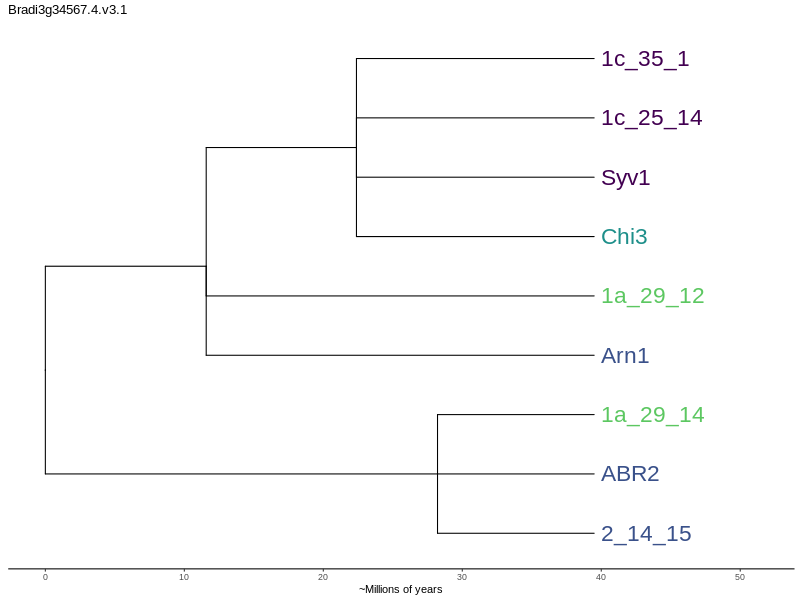 Bradi3g34567.4.v3.1
1c_35_1
1c_25_14
Syv1
Chi3
1a_29_12
Arn1
1a_29_14
ABR2
2_14_15
0 10 20 30 40 50
~Millions of years